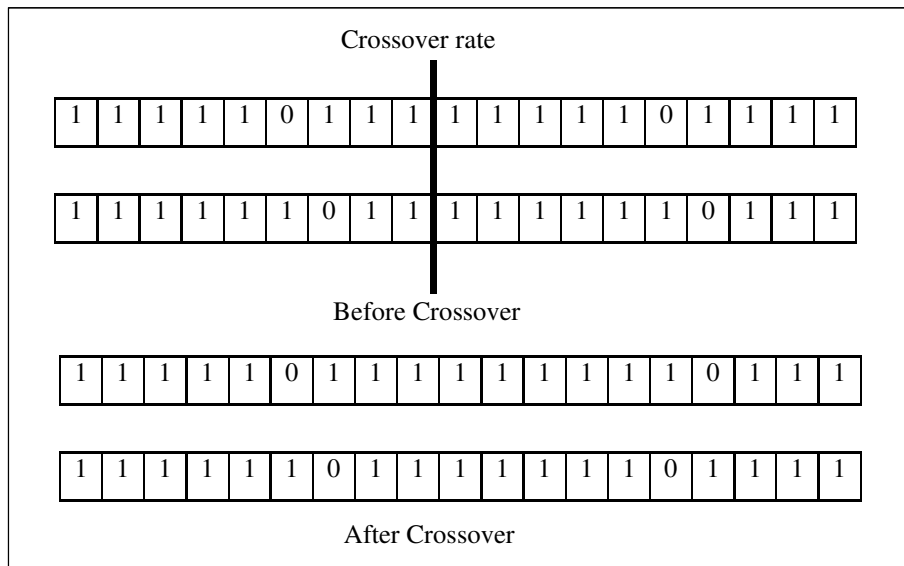 Crossover rate
1 1 1 1 1 0 1 1 1 1 1 1 1 1 0 1 1 1 1
1 1 1 1 1 1 0 1 1 1 1 1 1 1 1 0 1 1 1
Before Crossover
1 1 1 1 1 0 1 1 1 1 1 1 1 1 1 0 1 1 1
1 1 1 1 1 1 0 1 1 1 1 1 1 1 0 1 1 1 1
After Crossover